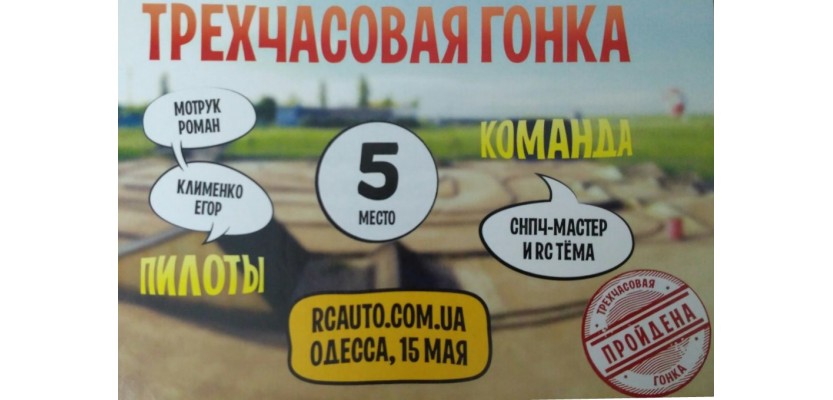 ТРЕХЧАСОВАЯ ГОНКА
МОТРУК
РОМАН
КЛИМЕНКО
ЕГОР
ПИЛОТЫ
5
МЕСТО
КОМАНДА
СНПЧ-МАСТЕР
И RC ТЁМА
RCAUTO.COM.UA
ОДЕССА, 15 МАЯ
ТРЕХЧАСОВАЯ
ПРОЙДЕНА
ГОНКА